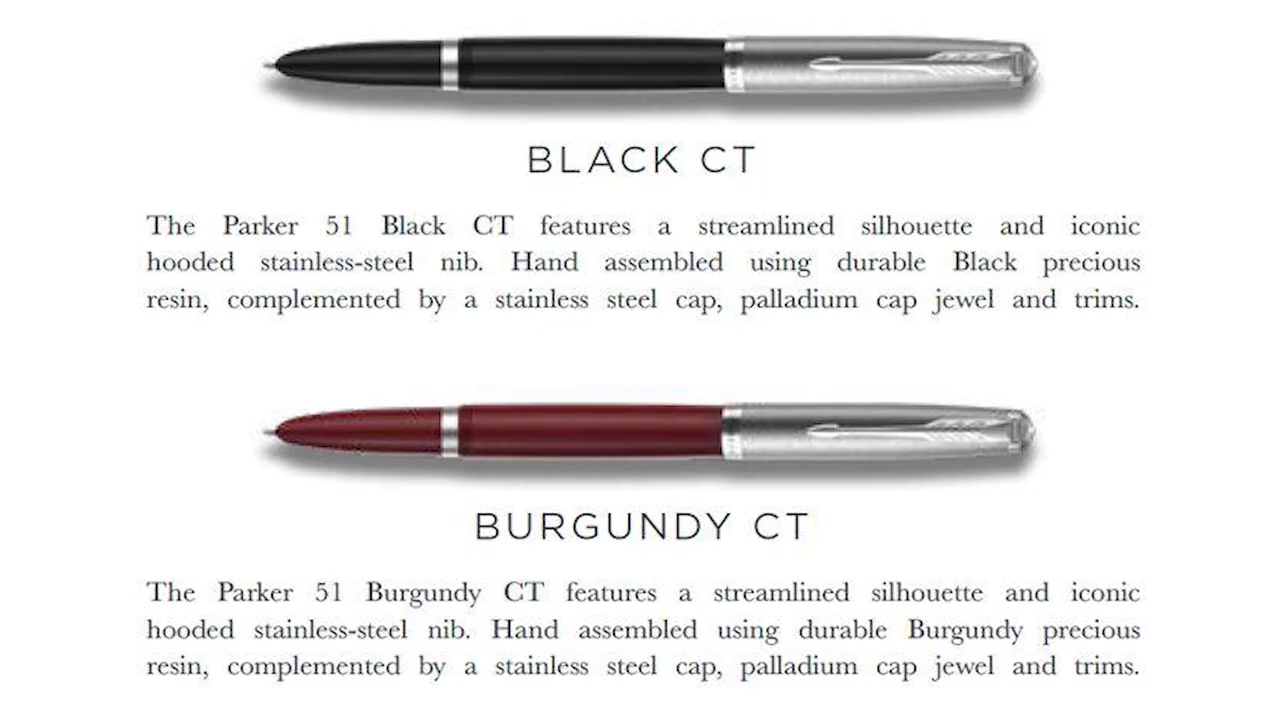 BLACK CT
The Parker 51 Black CT features a streamlined silhouette and iconic
hooded stainless-steel nib. Hand assembled using durable Black precious
resin, complemented by a stainless steel cap, palladium cap jewel and trims.
BURGUNDY CT
The Parker 51 Burgundy CT features a streamlined silhouette and iconic
hooded stainless-steel nib. Hand assembled using durable Burgundy precious
resin, complemented by a stainless steel cap, palladium cap jewel and trims.